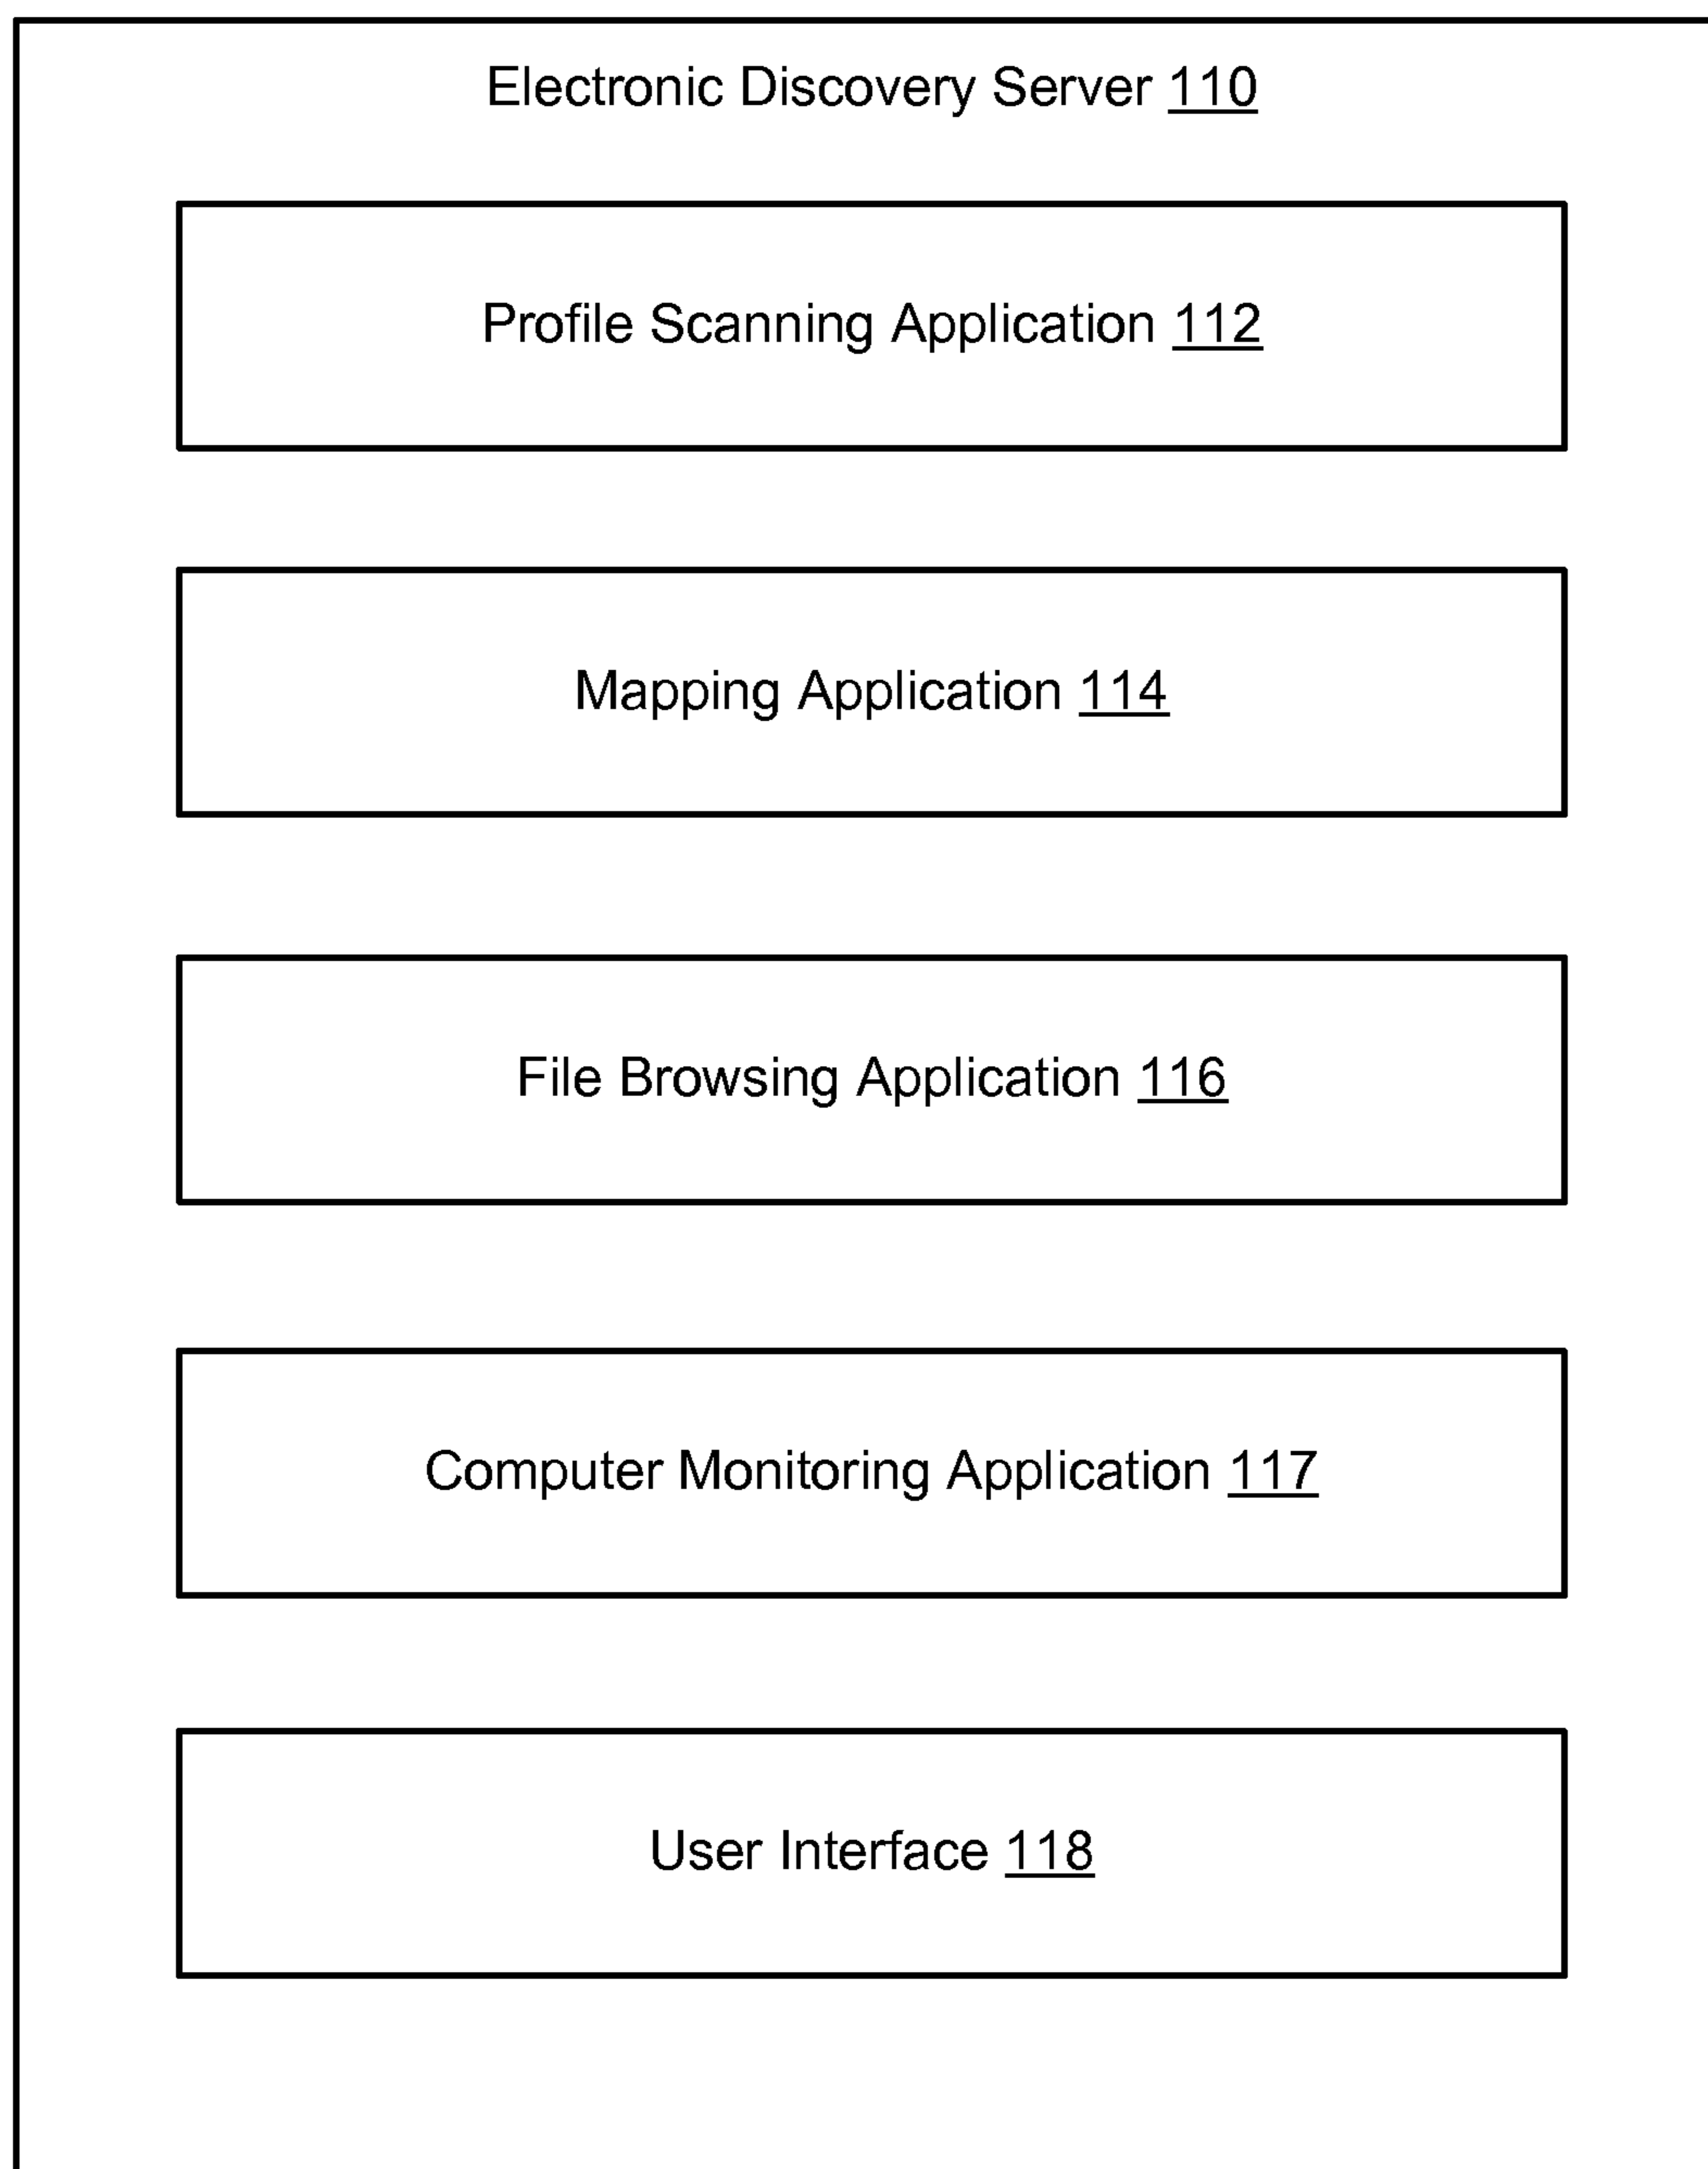 Electronic Discovery Server 110
Profile Scanning Application 112
Mapping Application 114
File Browsing Application 116
Computer Monitoring Application 117
User Interface 118